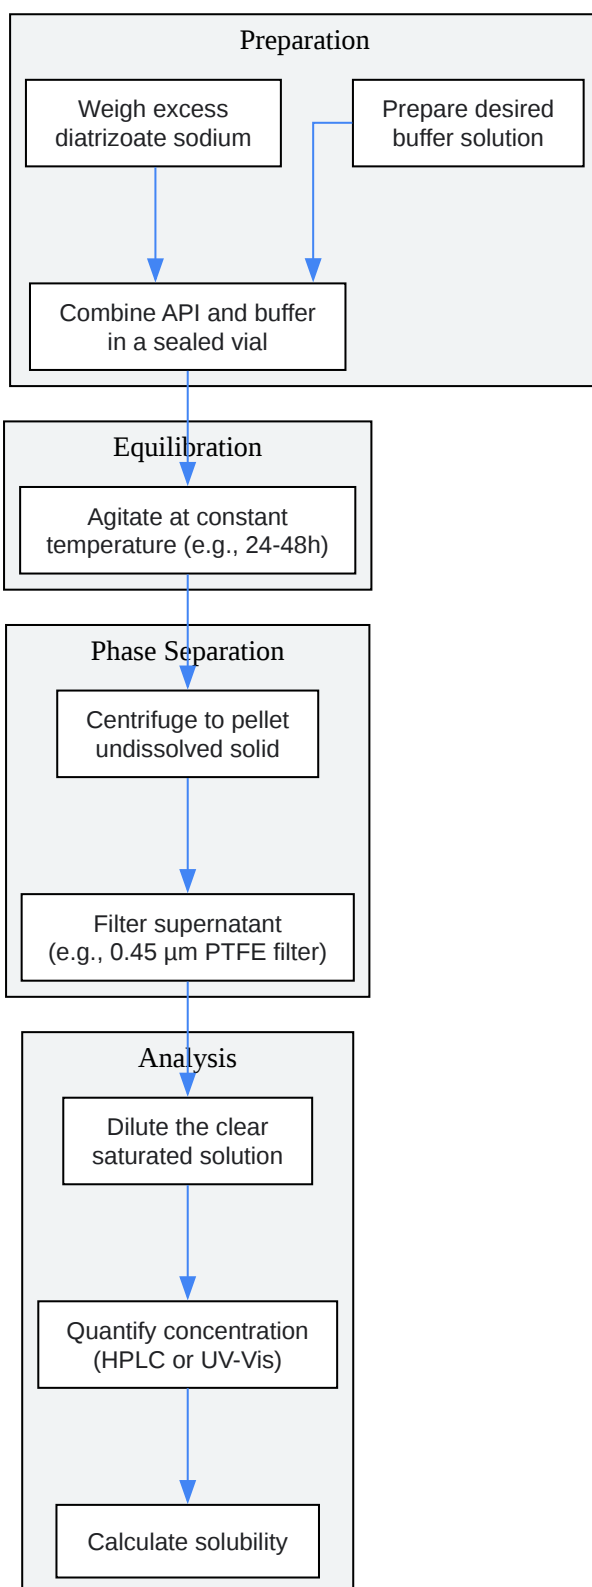 Preparation
Weigh excess
diatrizoate sodium
Prepare desired
buffer solution
Combine API and buffer
in a sealed vial
Equilibration
Agitate at constant
temperature (e.g., 24-48h)
Phase Separation
Centrifuge to pellet
undissolved solid
Filter supernatant
(e.g., 0.45 µm PTFE filter)
Analysis
Dilute the clear
saturated solution
Quantify concentration
(HPLC or UV-Vis)
Calculate solubility